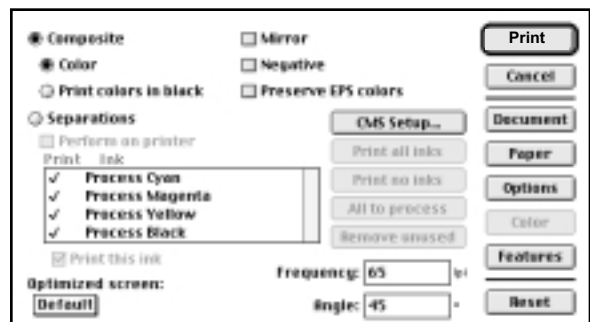 Composite
Color
Print colors in black
Separations
Perform on printer
Print Ink
✓ Process Cyan
✓ Process Magenta
✓ Process Yellow
✓ Process Black
Print this ink
Optimized screen:
Default
Mirror
Negative
Preserve EPS colors
CMS Setup...
Print all inks
Print no inks
All to process
Remove unused
Frequency: 65 lpi
Angle: 45 °
Print
Cancel
Document
Paper
Options
Color
Features
Reset